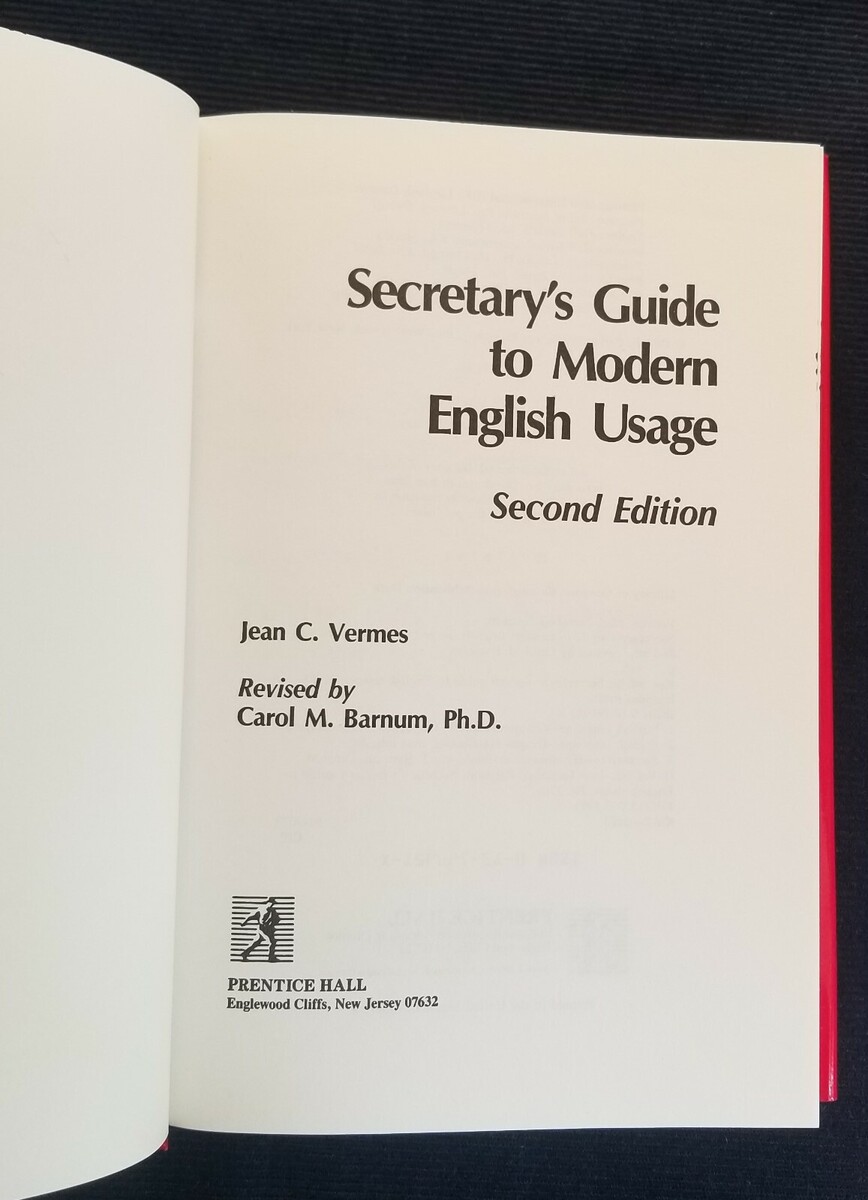 Secretary's Guide
to Modern
English Usage
Second Edition
Jean C. Vermes
Revised by
Carol M. Barnum, Ph.D.
PRENTICE HALL
Englewood Cliffs, New Jersey 07632